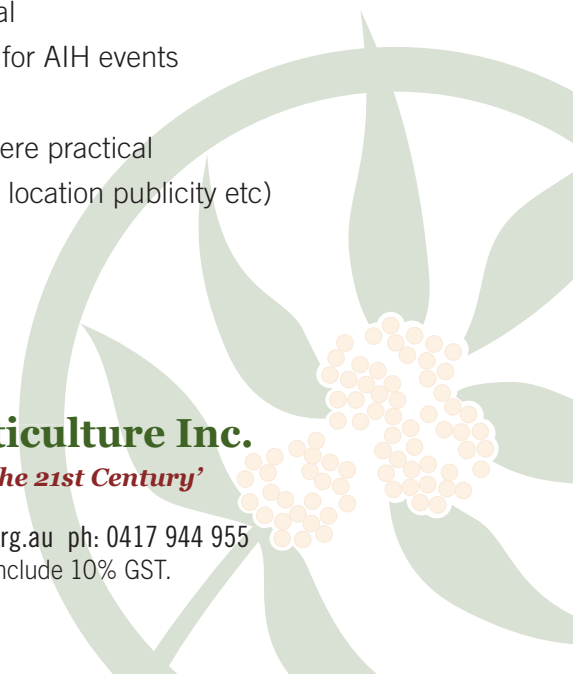 al
for AIH events
ere practical
location publicity etc)
ticulture Inc.
he 21st Century’
rg.au ph: 0417 944 955
nclude 10% GST.